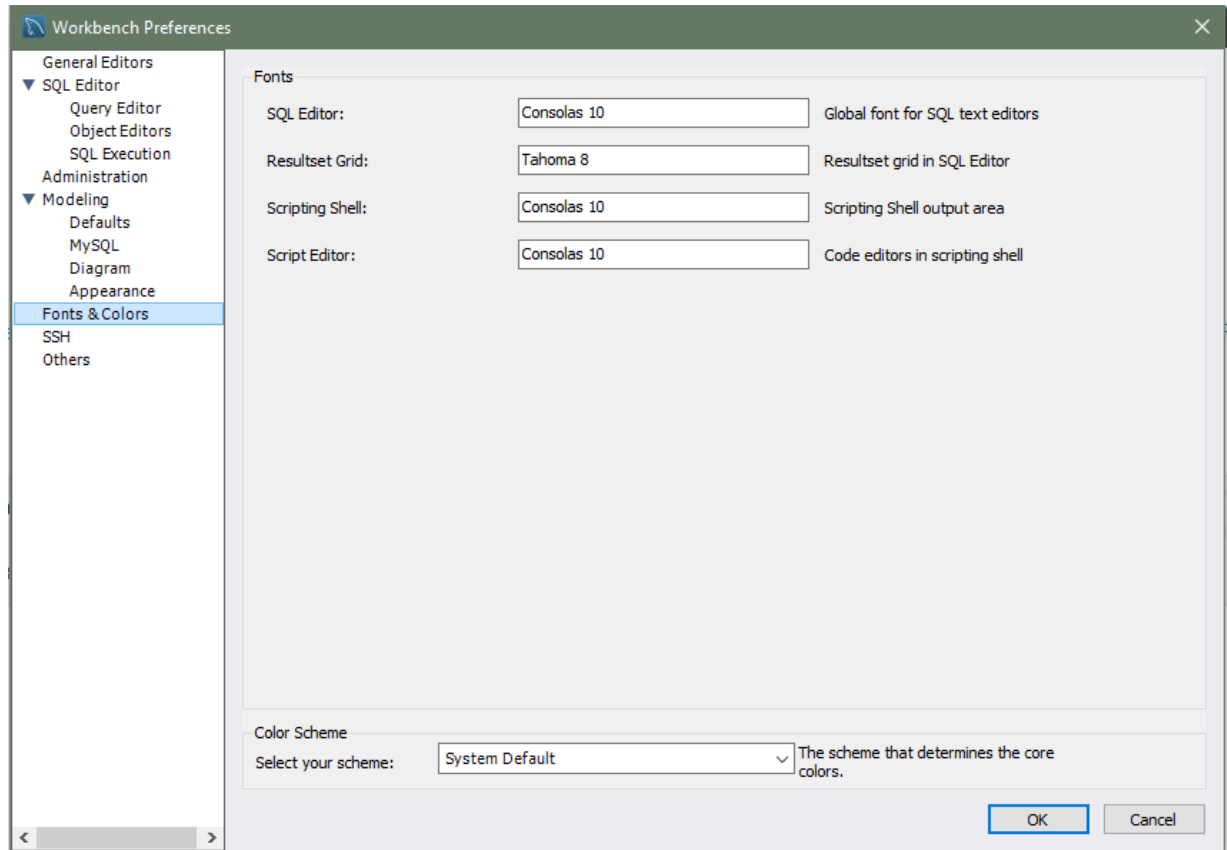 Workbench Preferences
General Editors
SQL Editor
Query Editor
Object Editors
SQL Execution
Administration
Modeling
Defaults
MySQL
Diagram
Appearance
Fonts & Colors
SSH
Others
Fonts
SQL Editor: Consolas 10 Global font for SQL text editors
Resultset Grid: Tahoma 8 Resultset grid in SQL Editor
Scripting Shell: Consolas 10 Scripting Shell output area
Script Editor: Consolas 10 Code editors in scripting shell
Color Scheme
Select your scheme: System Default The scheme that determines the core
colors.
OK Cancel